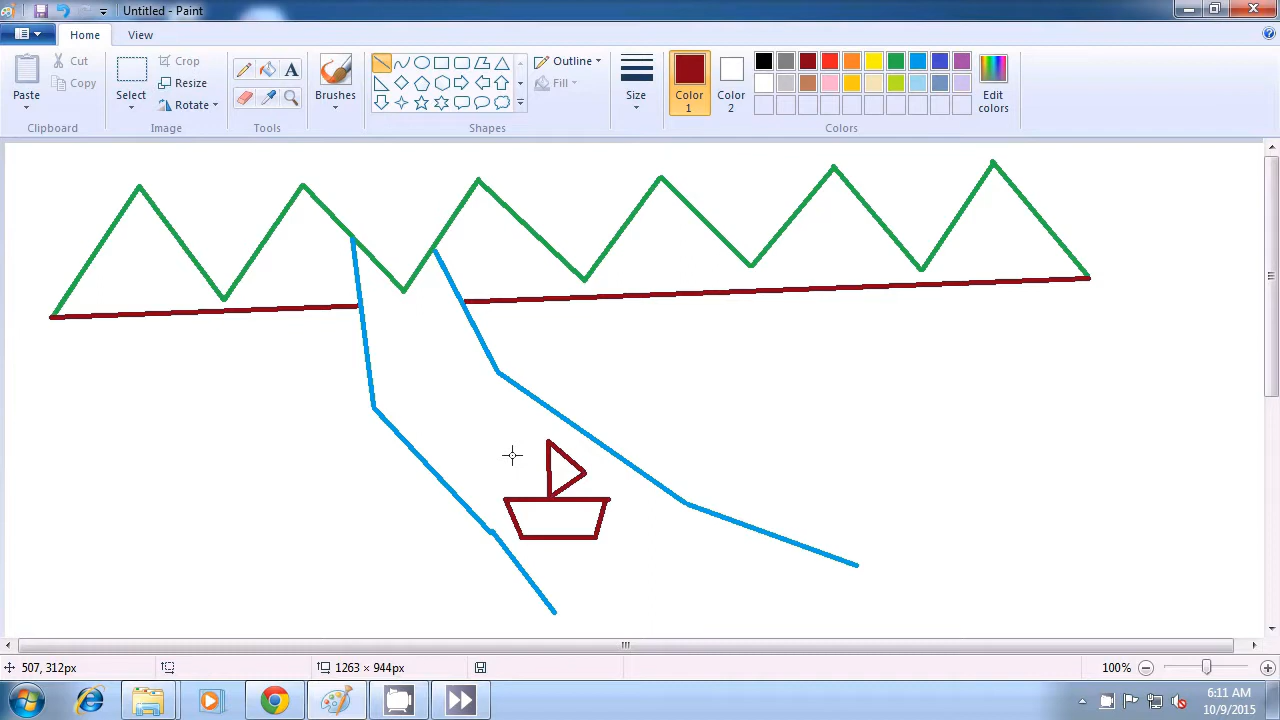 Untitled - Paint
Home View
Paste
Select
Crop
Resize
Rotate
Cut
Copy
A
Brushes
Outline
Fill
Size
Color 1
Color 2
Edit colors
Clipboard Image Tools Shapes Colors
507, 312px 1263 × 944px 100%
6:11 AM
10/9/2015